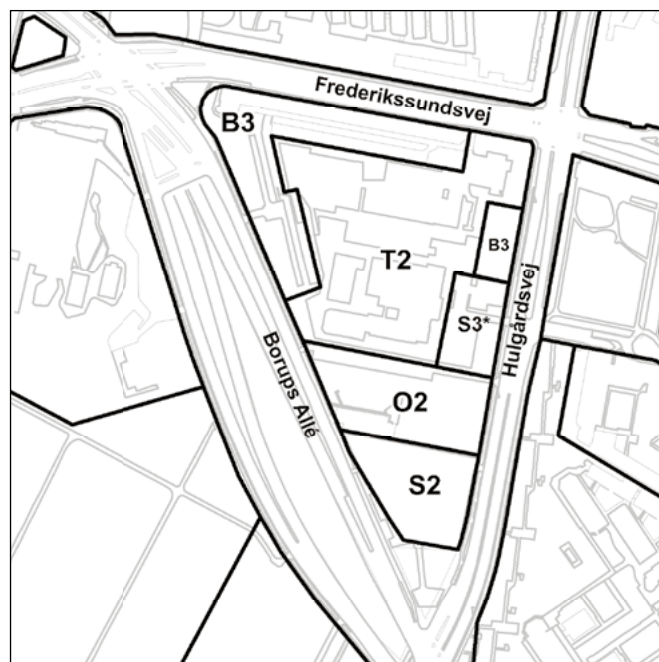 Frederikssundsvej
B3
B3
T2
S3*
Hulgårdsvej
Borups Allé
O2
S2